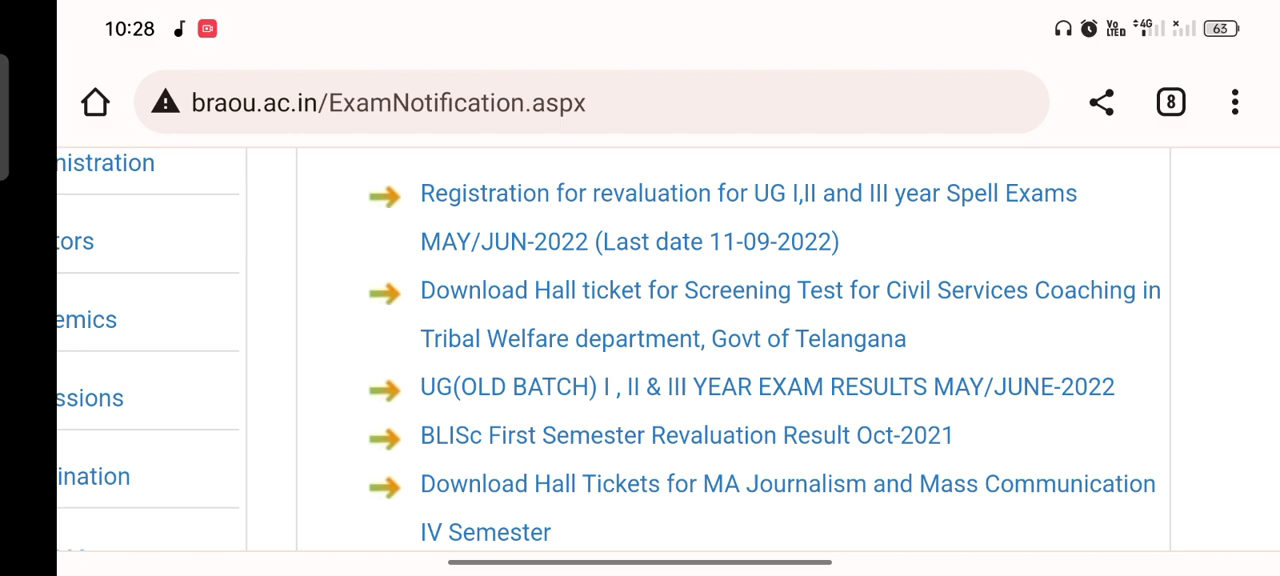 10:28
Vo LTED 4G 63
braou.ac.in/ExamNotification.aspx
8
nistration
Registration for revaluation for UG I,II and III year Spell Exams
MAY/JUN-2022 (Last date 11-09-2022)
tors
Download Hall ticket for Screening Test for Civil Services Coaching in
Tribal Welfare department, Govt of Telangana
emics
UG(OLD BATCH) I , II & III YEAR EXAM RESULTS MAY/JUNE-2022
ssions
BLISc First Semester Revaluation Result Oct-2021
ination
Download Hall Tickets for MA Journalism and Mass Communication
IV Semester